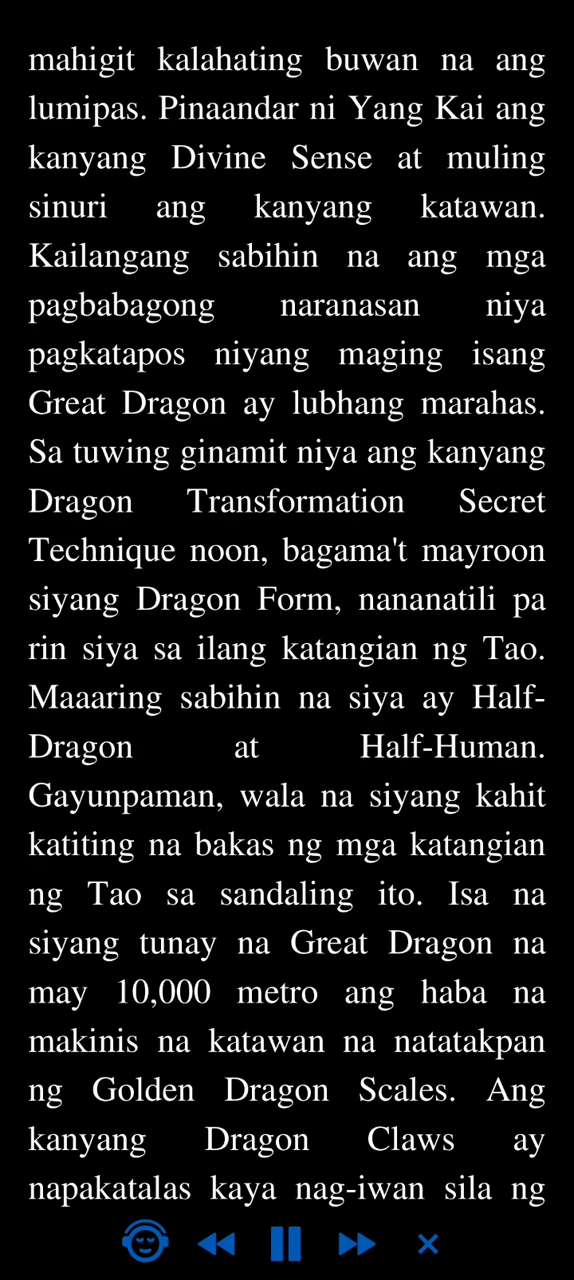 mahigit kalahating buwan na ang
lumipas. Pinaandar ni Yang Kai ang
kanyang Divine Sense at muling
sinuri ang kanyang katawan.
Kailangang sabihin na ang mga
pagbabagong naranasan niya
pagkatapos niyang maging isang
Great Dragon ay lubhang marahas.
Sa tuwing ginamit niya ang kanyang
Dragon Transformation Secret
Technique noon, bagama't mayroon
siyang Dragon Form, nananatili pa
rin siya sa ilang katangian ng Tao.
Maaaring sabihin na siya ay Half-
Dragon at Half-Human.
Gayunpaman, wala na siyang kahit
katiting na bakas ng mga katangian
ng Tao sa sandaling ito. Isa na
siyang tunay na Great Dragon na
may 10,000 metro ang haba na
makinis na katawan na natatakpan
ng Golden Dragon Scales. Ang
kanyang Dragon Claws ay
napakatalas kaya nag-iwan sila ng